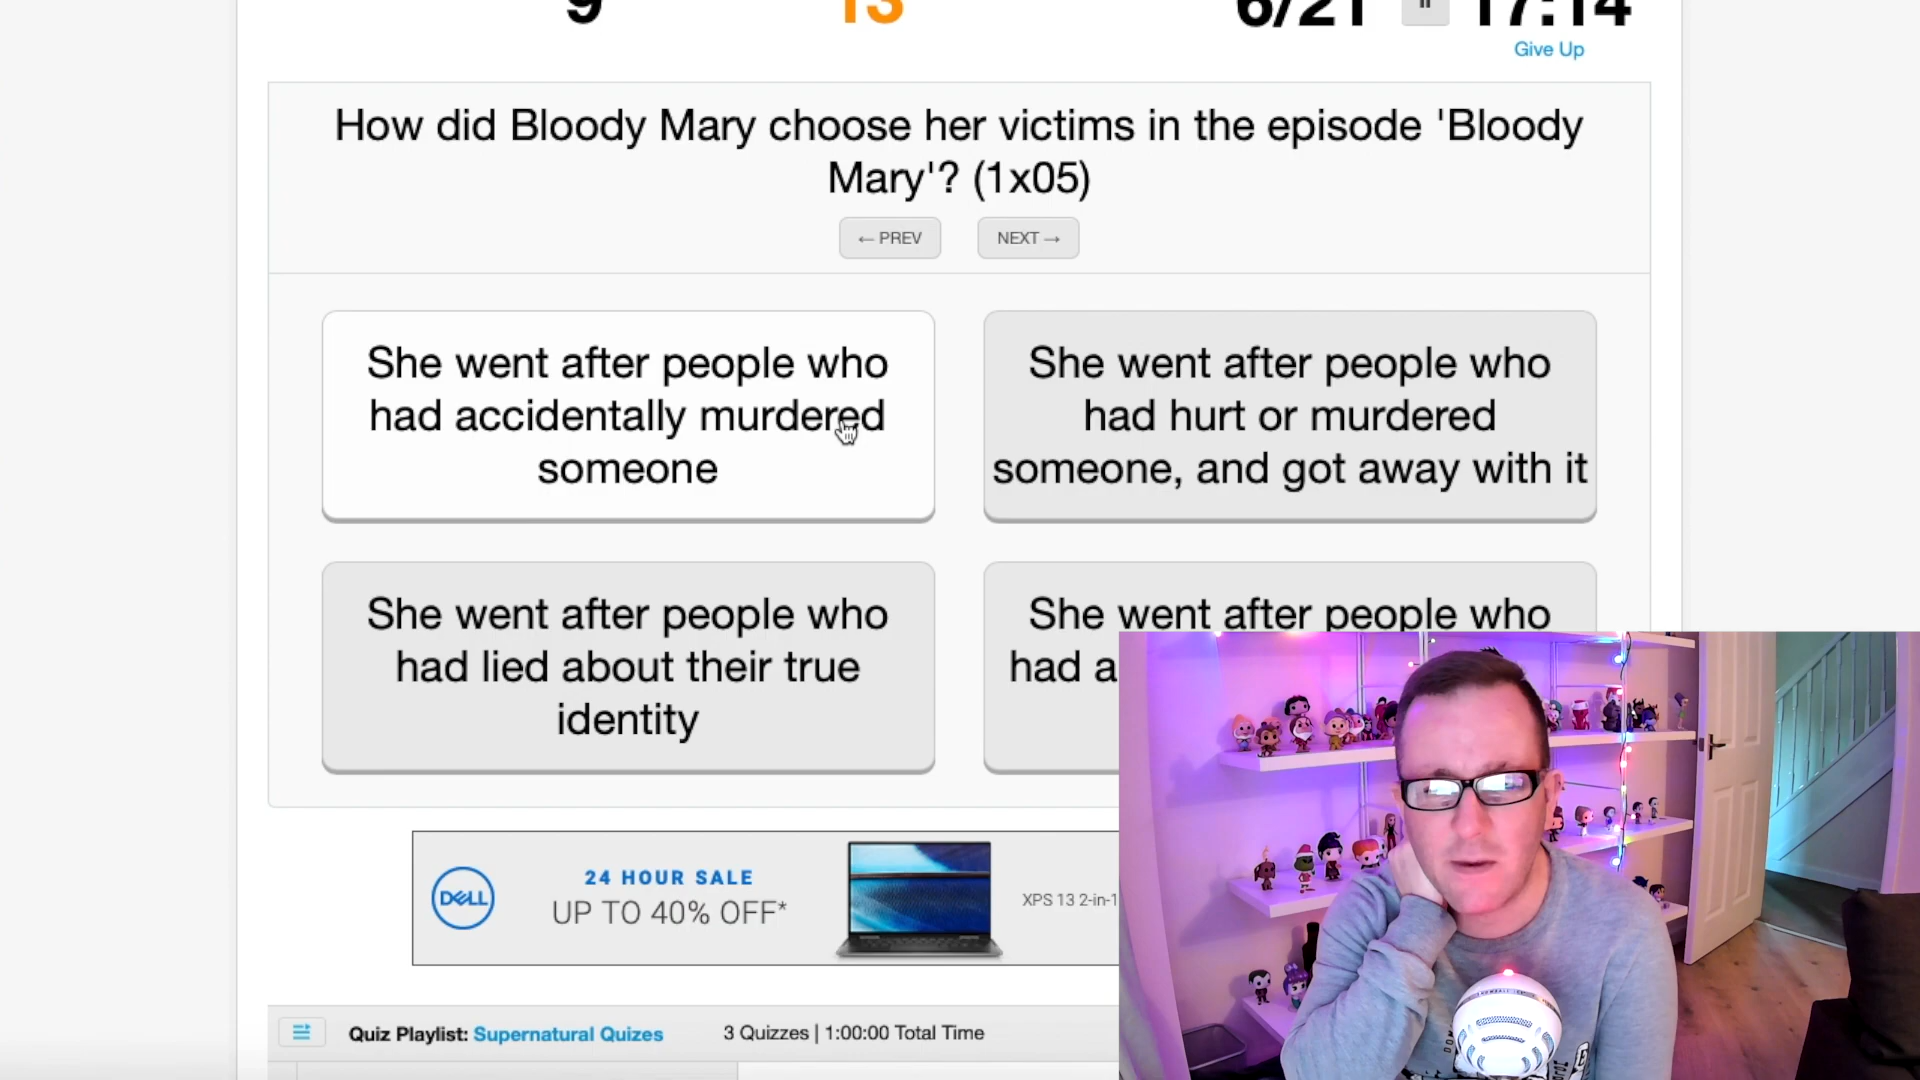 9 13 6/21 17:14
Give Up
How did Bloody Mary choose her victims in the episode 'Bloody
Mary'? (1x05)
← PREV NEXT →
She went after people who
had accidentally murdered
someone
She went after people who
had hurt or murdered
someone, and got away with it
She went after people who
had lied about their true
identity
She went after people who
had a
DELL
24 HOUR SALE
UP TO 40% OFF*
XPS 13 2-in-1
Quiz Playlist: Supernatural Quizes 3 Quizzes | 1:00:00 Total Time